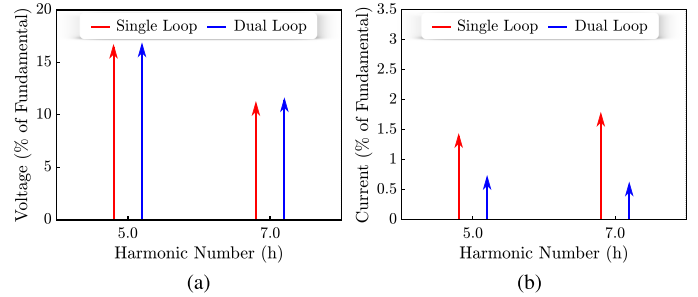 Single Loop Dual Loop
Voltage (% of Fundamental)
20
15
10
5
0
5.0 7.0
Harmonic Number (h)
(a)
Single Loop Dual Loop
Current (% of Fundamental)
3.5
3
2.5
2
1.5
1
0.5
0
5.0 7.0
Harmonic Number (h)
(b)